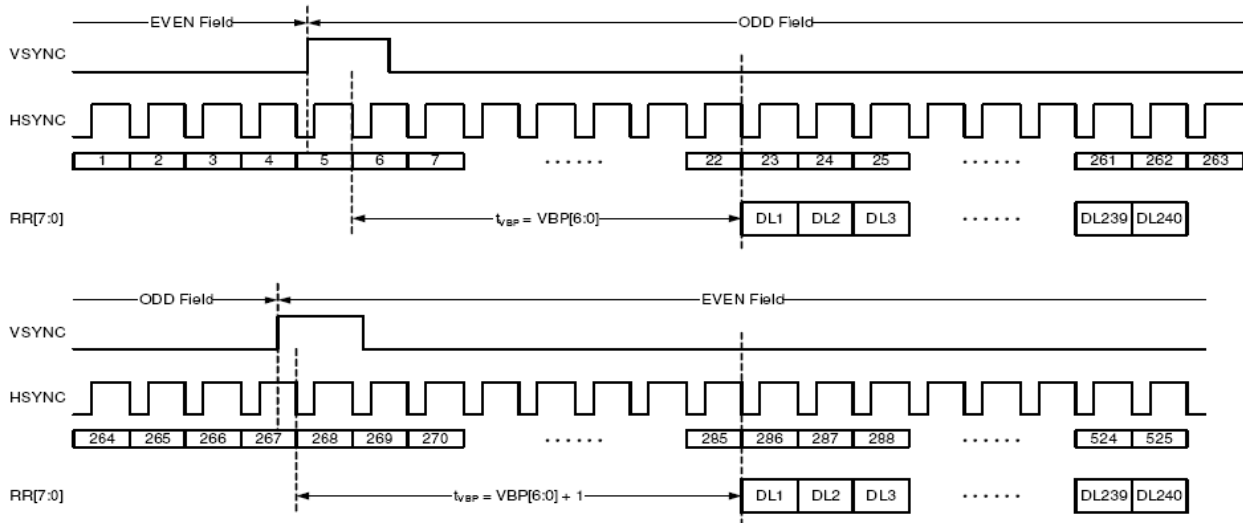 EVEN Field ODD Field
VSYNC
HSYNC
1 2 3 4 5 6 7 ...... 22 23 24 25 ...... 261 262 263
RR[7:0] tVBP = VBP[6:0] DL1 DL2 DL3 ...... DL239 DL240
ODD Field EVEN Field
VSYNC
HSYNC
264 265 266 267 268 269 270 ...... 285 286 287 288 ...... 524 525
RR[7:0] tVBP = VBP[6:0] + 1 DL1 DL2 DL3 ...... DL239 DL240